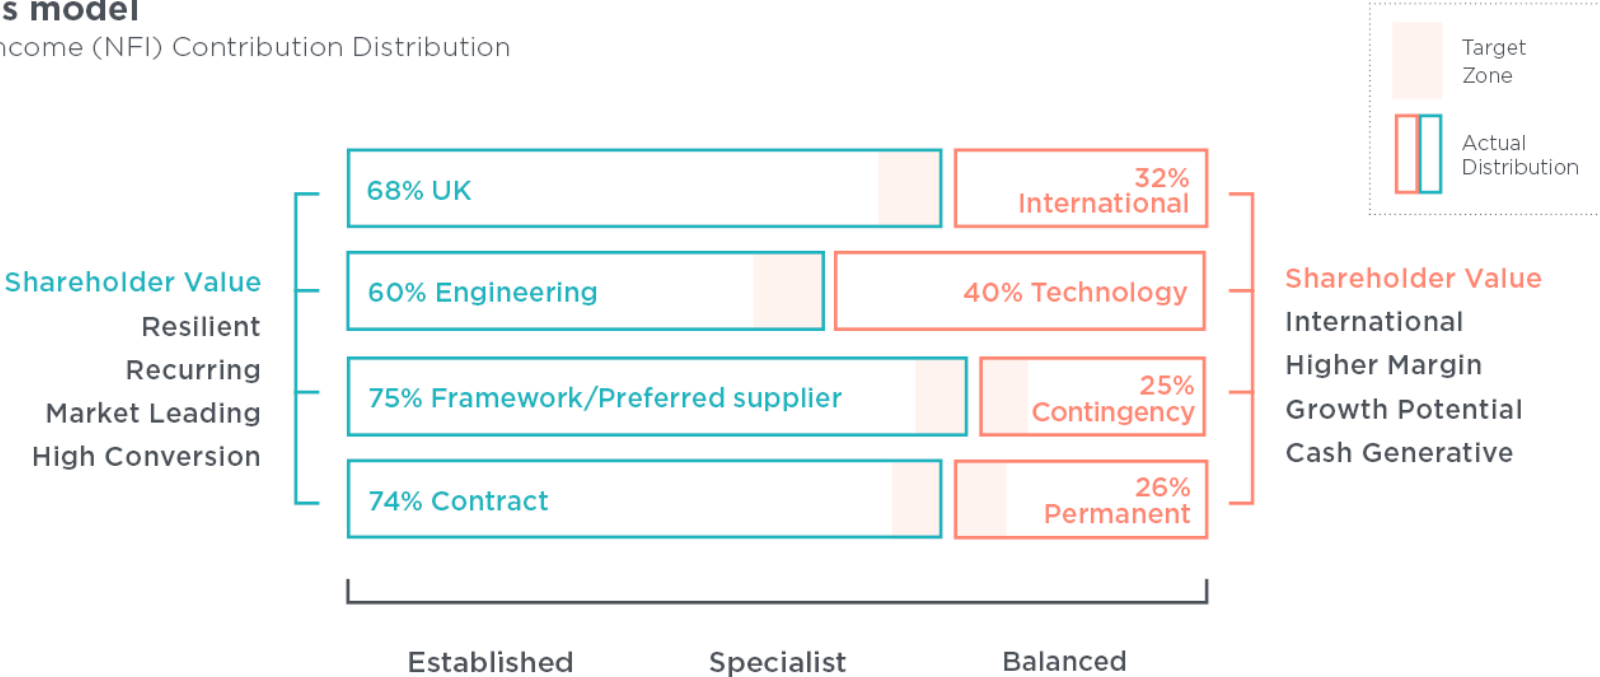 s model
ncome (NFI) Contribution Distribution
Target
Zone
Actual
Distribution
68% UK
32%
International
60% Engineering
40% Technology
75% Framework/Preferred supplier
25%
Contingency
74% Contract
26%
Permanent
Shareholder Value
Resilient
Recurring
Market Leading
High Conversion
Shareholder Value
International
Higher Margin
Growth Potential
Cash Generative
Established
Specialist
Balanced